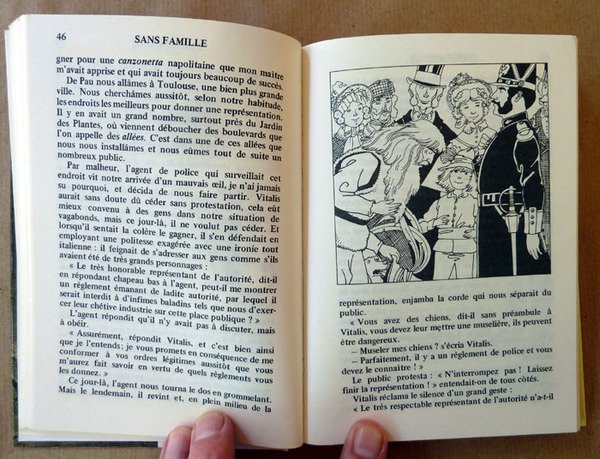 46
SANS FAMILLE
gner pour une canzonetta napolitaine que mon maître
m'avait apprise et qui avait toujours beaucoup de succès.
De Pau nous allâmes à Toulouse, une bien plus grande
ville. Nous cherchâmes aussitôt, selon notre habitude,
les endroits les meilleurs pour donner une représentation.
Il y en avait un grand nombre, surtout près du Jardin
des Plantes, où viennent déboucher des boulevards que
l'on appelle des allées. C'est dans une de ces allées que
nous nous installâmes et nous eûmes tout de suite un
nombreux public.
Par malheur, l'agent de police qui surveillait cet
endroit vit notre arrivée d'un mauvais œil, je n'ai jamais
su pourquoi, et décida de nous faire partir. Vitalis
aurait sans doute dû céder sans protestation, cela eût
mieux convenu à des gens dans notre situation de
vagabonds, mais ce jour-là, il ne voulut pas céder. Et
lorsqu'il sentait la colère le gagner, il s'en défendait en
employant une politesse exagérée avec une ironie tout
italienne : il feignait de s'adresser aux gens comme s'ils
avaient été de très grands personnages :
« Le très honorable représentant de l'autorité, dit-il
en répondant chapeau bas à l'agent, peut-il me montrer
un règlement émanant de ladite autorité, par lequel il
serait interdit à d'infimes baladins tels que nous d'exer-
cer leur chétive industrie sur cette place publique ? »
L'agent répondit qu'il n'y avait pas à discuter, mais
à obéir.
« Assurément, répondit Vitalis, et c'est bien ainsi
que je l'entends; je vous promets en conséquence de me
conformer à vos ordres légitimes aussitôt que vous
m'aurez fait savoir en vertu de quels règlements vous
les donnez. »
Ce jour-là, l'agent nous tourna le dos en grommelant.
Mais le lendemain, il revint et, en plein milieu de la
représentation, enjamba la corde qui nous séparait du
public.
« Vous avez des chiens, dit-il sans préambule à
Vitalis, vous devez leur mettre une muselière, ils peuvent
être dangereux.
– Museler mes chiens ? s'écria Vitalis.
– Parfaitement, il y a un règlement de police et vous
devez le connaître ! »
Le public protesta : « N'interrompez pas ! Laissez
finir la représentation ! » entendait-on de tous côtés.
Vitalis réclama le silence d'un grand geste :
« Le très respectable représentant de l'autorité n'a-t-il